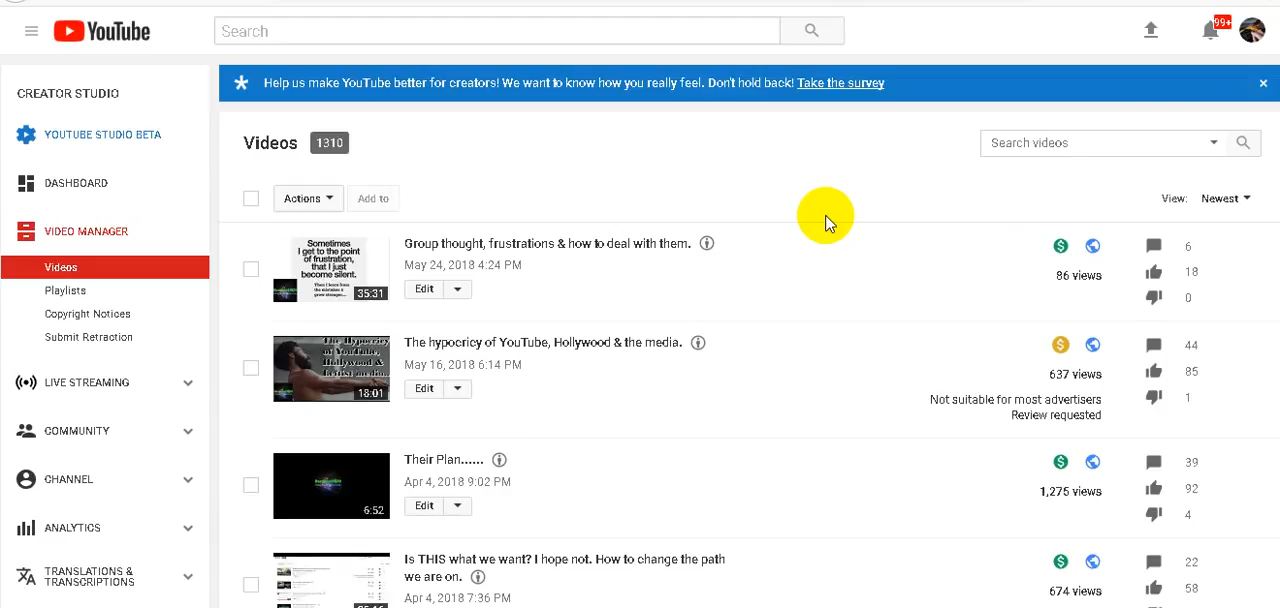 YouTube
Search
99+
CREATOR STUDIO
Help us make YouTube better for creators! We want to know how you really feel. Don't hold back! Take the survey
YOUTUBE STUDIO BETA
Videos 1310
Search videos
DASHBOARD
Actions Add to
View: Newest
VIDEO MANAGER
Videos
Playlists
Copyright Notices
Submit Retraction
LIVE STREAMING
COMMUNITY
CHANNEL
ANALYTICS
TRANSLATIONS &
TRANSCRIPTIONS
Sometimes
I get to the point
of frustration,
that I just
become silent.
35:31
Group thought, frustrations & how to deal with them.
May 24, 2018 4:24 PM
Edit
86 views
6
18
0
The Hypocricy
of YouTube,
Hollywood &
18:01
The hypocricy of YouTube, Hollywood & the media.
May 16, 2018 6:14 PM
Edit
637 views
Not suitable for most advertisers
Review requested
44
85
1
6:52
Their Plan......
Apr 4, 2018 9:02 PM
Edit
1,275 views
39
92
4
Is THIS what we want? I hope not. How to change the path
we are on.
Apr 4, 2018 7:36 PM
674 views
22
58